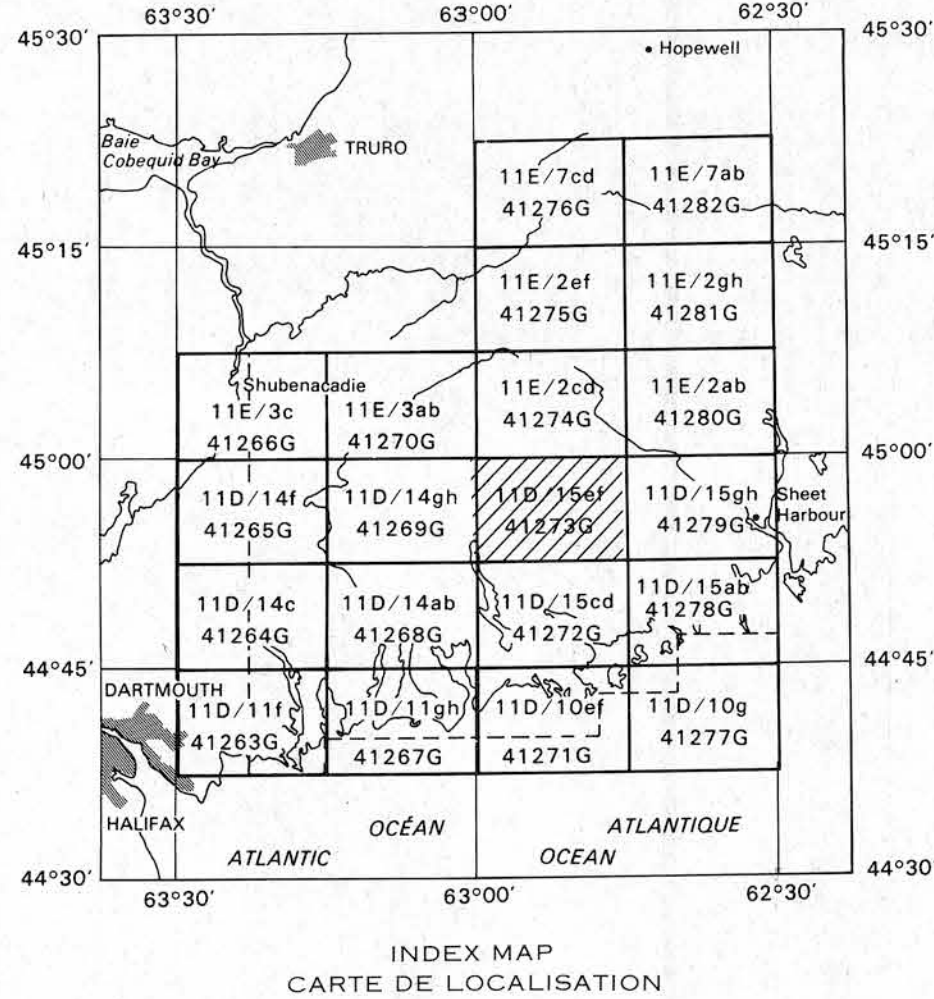 63°30′ 63°00′ 62°30′
45°30′ 45°30′
Hopewell
Baie
Cobequid Bay
TRURO
11E/7cd 11E/7ab
41276G 41282G
45°15′ 45°15′
11E/2ef 11E/2gh
41275G 41281G
Shubenacadie
11E/3c 11E/3ab 11E/2cd 11E/2ab
41266G 41270G 41274G 41280G
45°00′ 45°00′
11D/14f 11D/14gh 11D/15ef 11D/15gh
41265G 41269G 41273G 41279G
Sheet
Harbour
11D/14c 11D/14ab 11D/15cd 11D/15ab
41264G 41268G 41272G 41278G
44°45′ 44°45′
DARTMOUTH
11D/11f 11D/11gh 11D/10ef 11D/10g
41263G 41267G 41271G 41277G
HALIFAX
OCÉAN ATLANTIQUE
ATLANTIC OCEAN
44°30′ 44°30′
63°30′ 63°00′ 62°30′
INDEX MAP
CARTE DE LOCALISATION